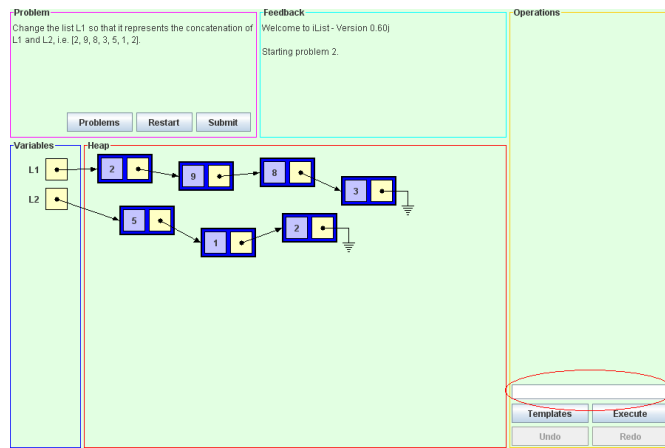 Problem
Change the list L1 so that it represents the concatenation of
L1 and L2, i.e. [2, 9, 8, 3, 5, 1, 2].
Problems Restart Submit
Feedback
Welcome to iList - Version 0.60j
Starting problem 2.
Operations
Variables
L1
L2
Heap
2
9
8
3
5
1
2
Templates Execute
Undo Redo